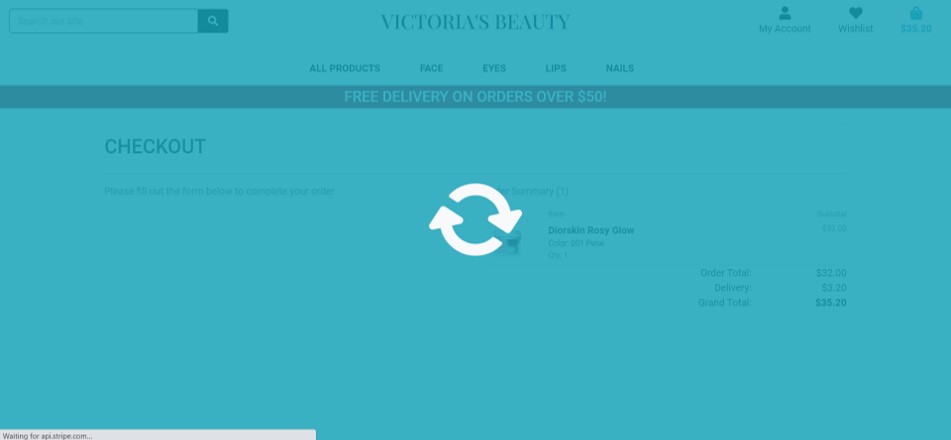 Search our site
VICTORIA'S BEAUTY
My Account
Wishlist
$35.20
ALL PRODUCTS FACE EYES LIPS NAILS
FREE DELIVERY ON ORDERS OVER $50!
CHECKOUT
Please fill out the form below to complete your order
Summary (1)
Item Subtotal
Diorskin Rosy Glow
Color: 001 Petal
Qty: 1
Order Total: $32.00
Delivery: $3.20
Grand Total: $35.20
Waiting for api.stripe.com...